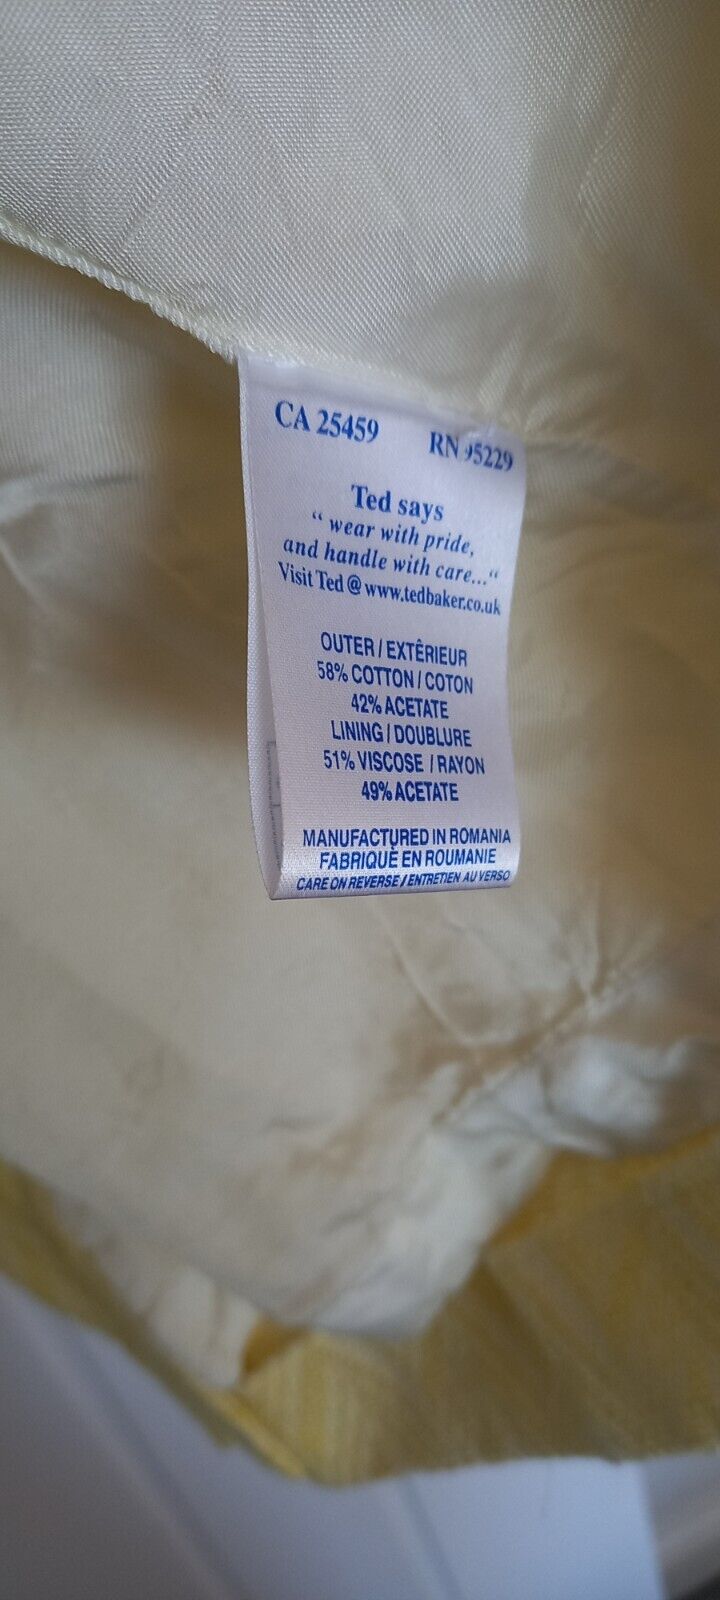 CA 25459 RN 95229
Ted says
“ wear with pride,
and handle with care...“
Visit Ted @ www.tedbaker.co.uk
OUTER / EXTÊRIEUR
58% COTTON / COTON
42% ACETATE
LINING / DOUBLURE
51% VISCOSE / RAYON
49% ACETATE
MANUFACTURED IN ROMANIA
FABRIQUÈ EN ROUMANIE
CARE ON REVERSE / ENTRETIEN AU VERSO